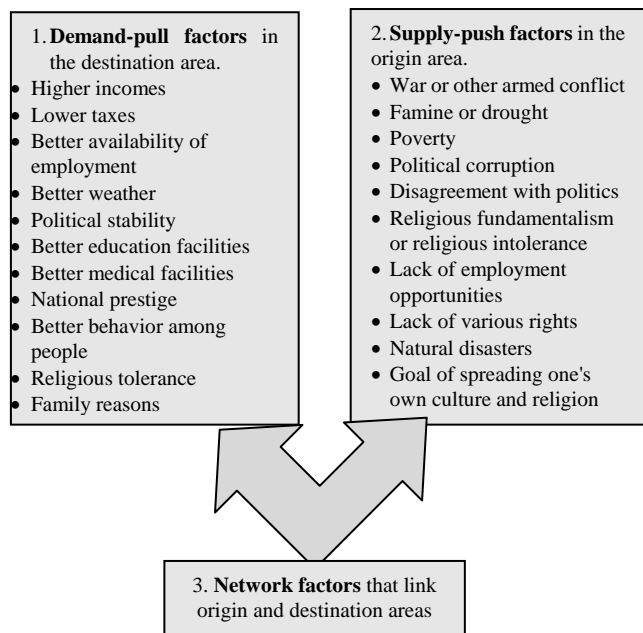 1. Demand-pull factors in
the destination area.
• Higher incomes
• Lower taxes
• Better availability of
employment
• Better weather
• Political stability
• Better education facilities
• Better medical facilities
• National prestige
• Better behavior among
people
• Religious tolerance
• Family reasons
2. Supply-push factors in the
origin area.
• War or other armed conflict
• Famine or drought
• Poverty
• Political corruption
• Disagreement with politics
• Religious fundamentalism
or religious intolerance
• Lack of employment
opportunities
• Lack of various rights
• Natural disasters
• Goal of spreading one's
own culture and religion
3. Network factors that link
origin and destination areas